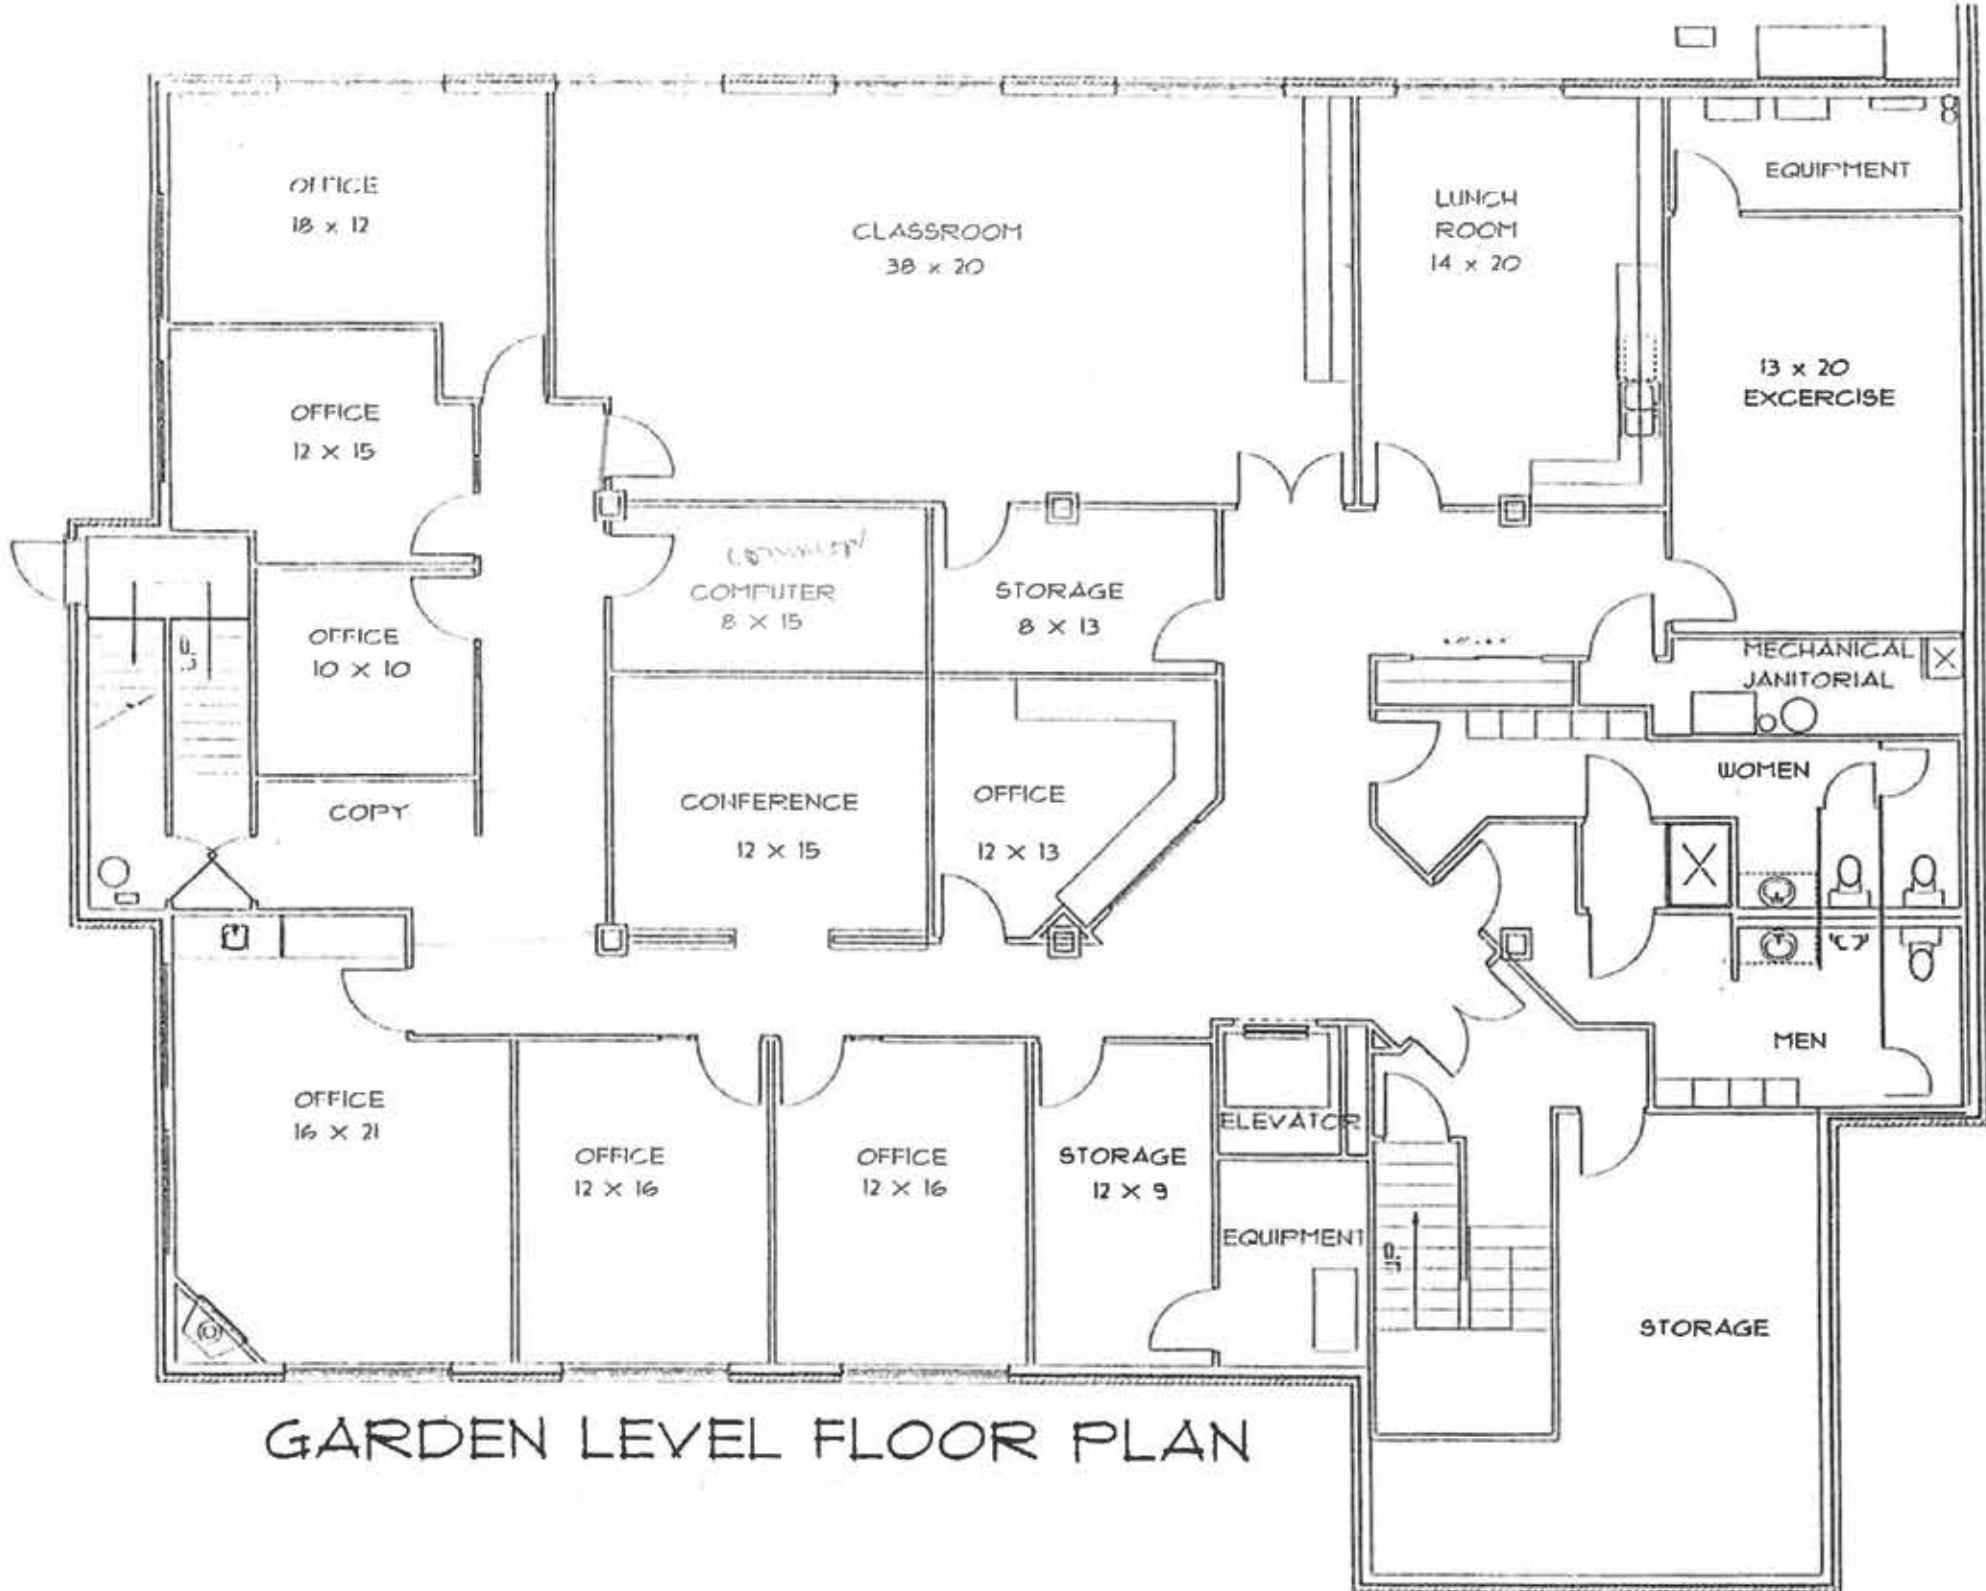 OFFICE
18 x 12
CLASSROOM
38 x 20
LUNCH
ROOM
14 x 20
EQUIPMENT
13 x 20
EXCERCISE
OFFICE
12 X 15
COMPUTER
8 X 15
STORAGE
8 X 13
OFFICE
10 X 10
UP
MECHANICAL
JANITORIAL
WOMEN
COPY
CONFERENCE
12 X 15
OFFICE
12 X 13
MEN
OFFICE
16 X 21
OFFICE
12 X 16
OFFICE
12 X 16
STORAGE
12 X 9
ELEVATOR
EQUIPMENT
UP
STORAGE
GARDEN LEVEL FLOOR PLAN